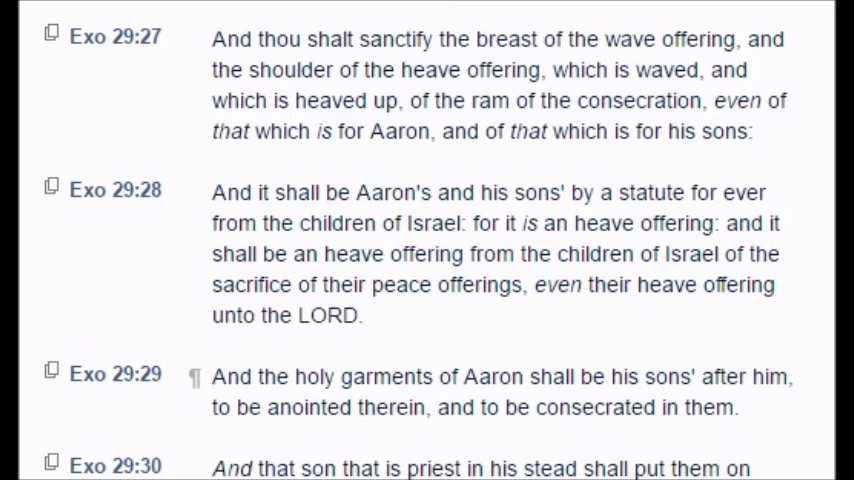 Exo 29:27 And thou shalt sanctify the breast of the wave offering, and
the shoulder of the heave offering, which is waved, and
which is heaved up, of the ram of the consecration, even of
that which is for Aaron, and of that which is for his sons:
Exo 29:28 And it shall be Aaron's and his sons' by a statute for ever
from the children of Israel: for it is an heave offering: and it
shall be an heave offering from the children of Israel of the
sacrifice of their peace offerings, even their heave offering
unto the LORD.
Exo 29:29 ¶ And the holy garments of Aaron shall be his sons' after him,
to be anointed therein, and to be consecrated in them.
Exo 29:30 And that son that is priest in his stead shall put them on